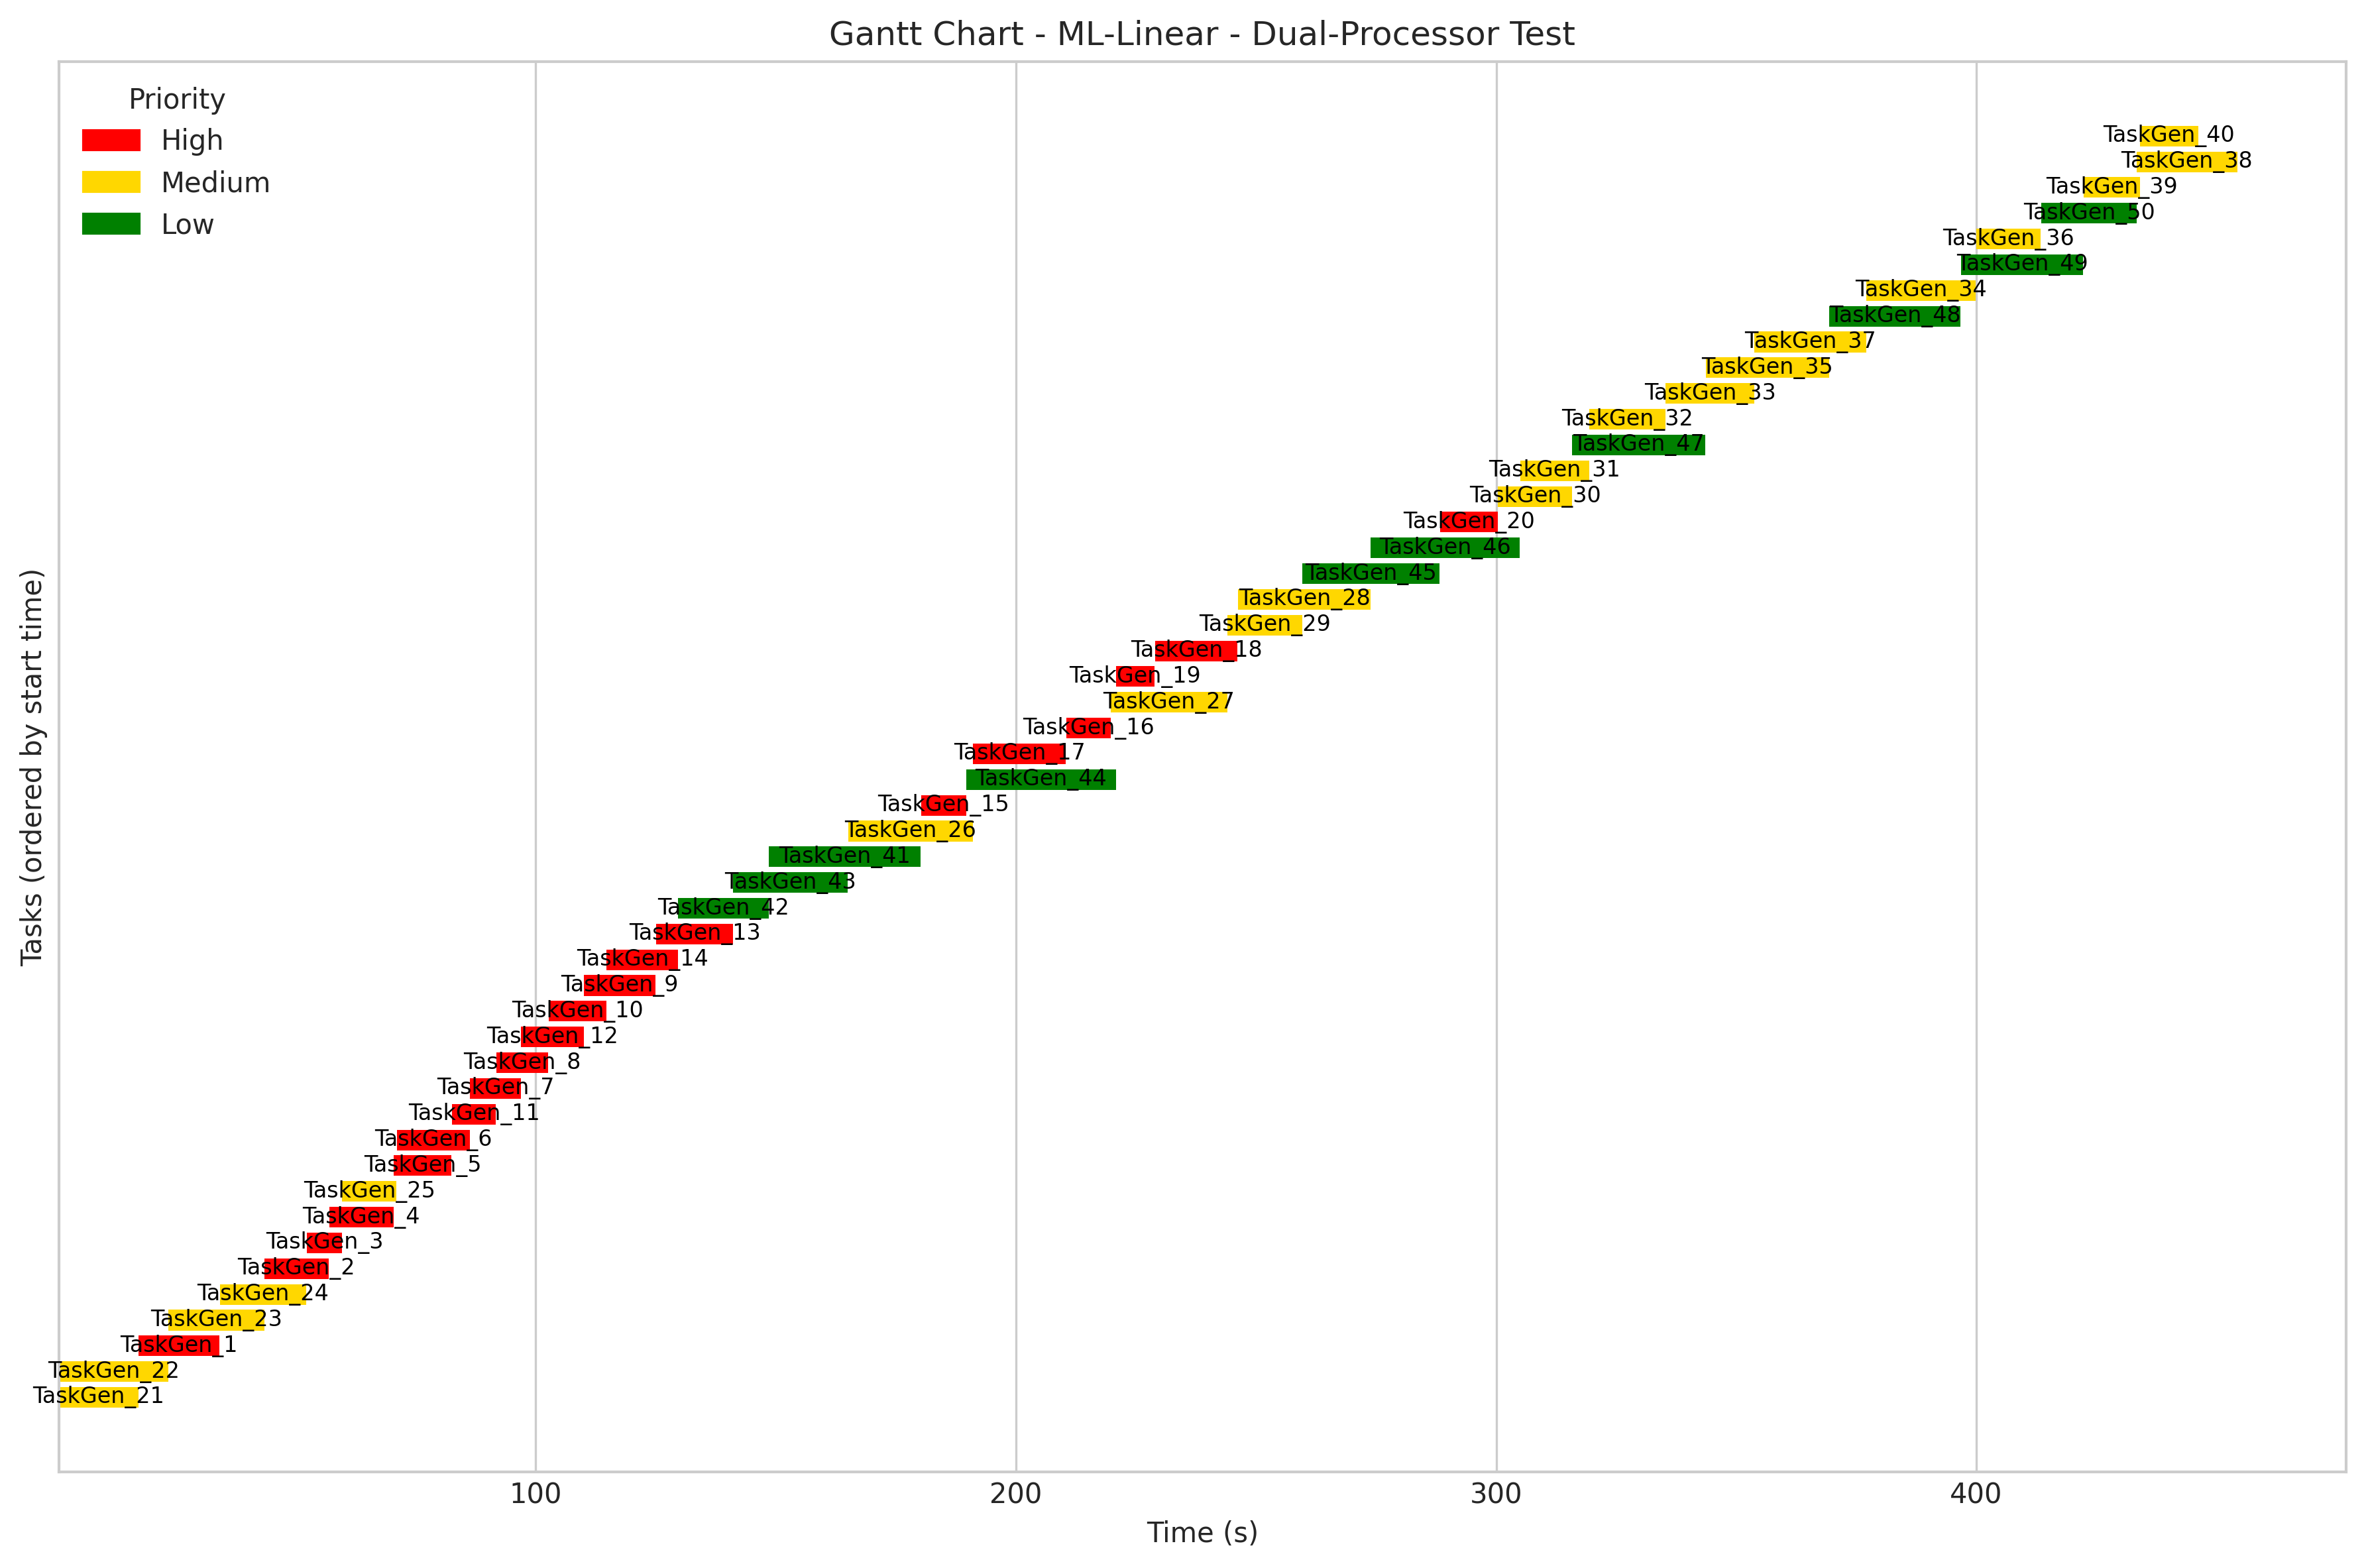 Gantt Chart - ML-Linear - Dual-Processor Test
Priority
High
Medium
Low
TaskGen_40
TaskGen_38
TaskGen_39
TaskGen_50
TaskGen_36
TaskGen_49
TaskGen_34
TaskGen_48
TaskGen_37
TaskGen_35
TaskGen_33
TaskGen_32
TaskGen_47
TaskGen_31
TaskGen_30
TaskGen_20
TaskGen_46
TaskGen_45
TaskGen_28
TaskGen_29
TaskGen_18
TaskGen_19
TaskGen_27
TaskGen_16
TaskGen_17
TaskGen_44
TaskGen_15
TaskGen_26
TaskGen_41
TaskGen_43
TaskGen_42
TaskGen_13
TaskGen_14
TaskGen_9
TaskGen_10
TaskGen_12
TaskGen_8
TaskGen_7
TaskGen_11
TaskGen_6
TaskGen_5
TaskGen_25
TaskGen_4
TaskGen_3
TaskGen_2
TaskGen_24
TaskGen_23
TaskGen_1
TaskGen_22
TaskGen_21
Tasks (ordered by start time)
100 200 300 400
Time (s)